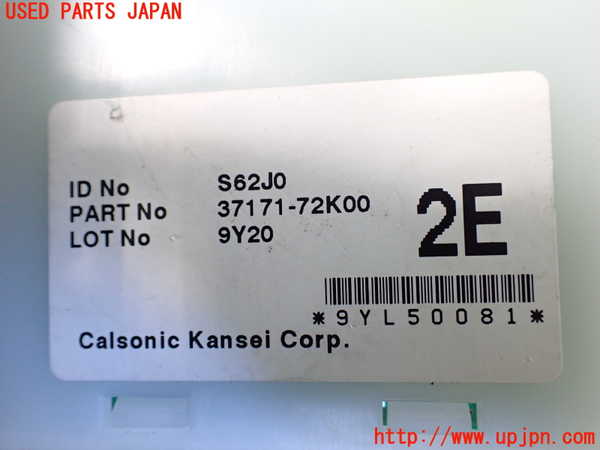 USED PARTS JAPAN
ID No S62J0
PART No 37171-72K00
LOT No 9Y20
2E
*9YL50081*
Calsonic Kansei Corp.
http://www.upjpn.com